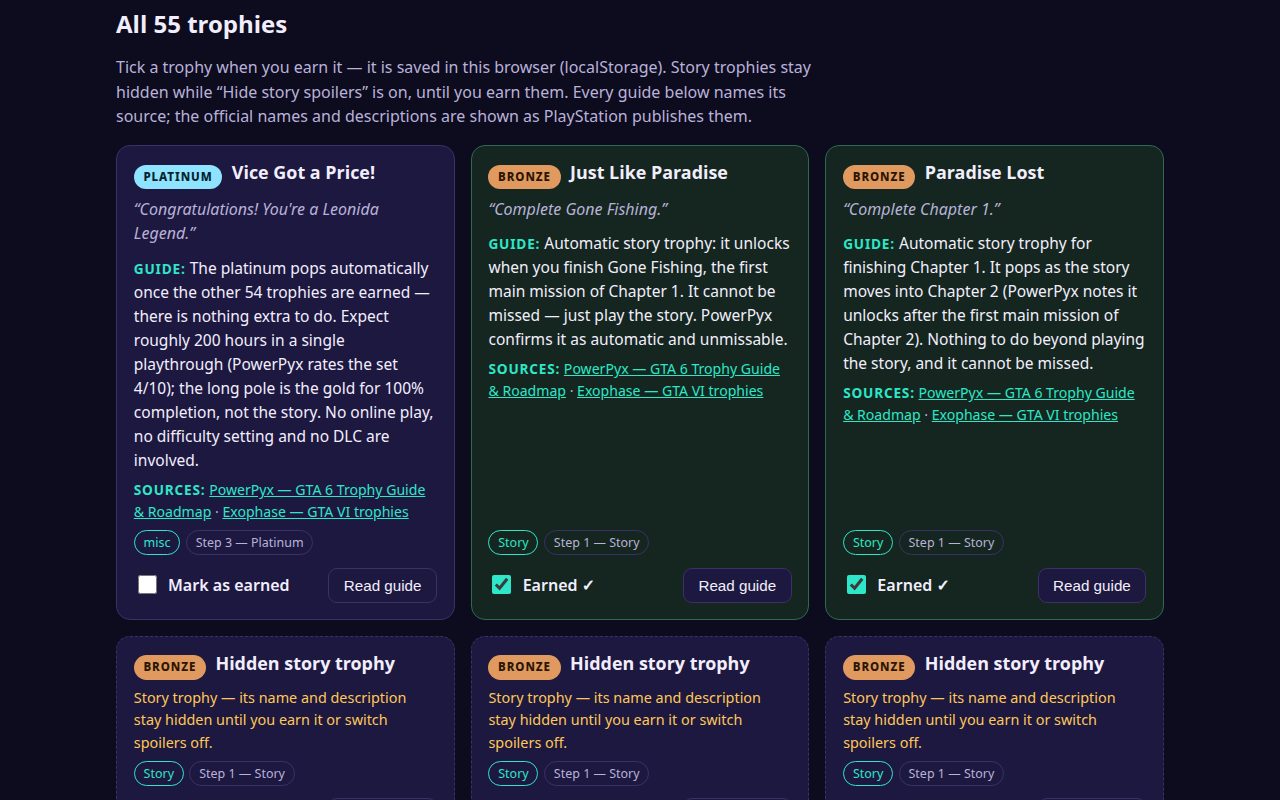 All 55 trophies
Tick a trophy when you earn it — it is saved in this browser (localStorage). Story trophies stay
hidden while “Hide story spoilers” is on, until you earn them. Every guide below names its
source; the official names and descriptions are shown as PlayStation publishes them.
PLATINUM Vice Got a Price!
“Congratulations! You're a Leonida
Legend.”
GUIDE: The platinum pops automatically
once the other 54 trophies are earned —
there is nothing extra to do. Expect
roughly 200 hours in a single
playthrough (PowerPyx rates the set
4/10); the long pole is the gold for 100%
completion, not the story. No online play,
no difficulty setting and no DLC are
involved.
SOURCES: PowerPyx — GTA 6 Trophy Guide
& Roadmap · Exophase — GTA VI trophies
misc Step 3 — Platinum
Mark as earned Read guide
BRONZE Just Like Paradise
“Complete Gone Fishing.”
GUIDE: Automatic story trophy: it unlocks
when you finish Gone Fishing, the first
main mission of Chapter 1. It cannot be
missed — just play the story. PowerPyx
confirms it as automatic and unmissable.
SOURCES: PowerPyx — GTA 6 Trophy Guide
& Roadmap · Exophase — GTA VI trophies
Story Step 1 — Story
Earned ✓ Read guide
BRONZE Paradise Lost
“Complete Chapter 1.”
GUIDE: Automatic story trophy for
finishing Chapter 1. It pops as the story
moves into Chapter 2 (PowerPyx notes it
unlocks after the first main mission of
Chapter 2). Nothing to do beyond playing
the story, and it cannot be missed.
SOURCES: PowerPyx — GTA 6 Trophy Guide
& Roadmap · Exophase — GTA VI trophies
Story Step 1 — Story
Earned ✓ Read guide
BRONZE Hidden story trophy
Story trophy — its name and description
stay hidden until you earn it or switch
spoilers off.
Story Step 1 — Story
BRONZE Hidden story trophy
Story trophy — its name and description
stay hidden until you earn it or switch
spoilers off.
Story Step 1 — Story
BRONZE Hidden story trophy
Story trophy — its name and description
stay hidden until you earn it or switch
spoilers off.
Story Step 1 — Story